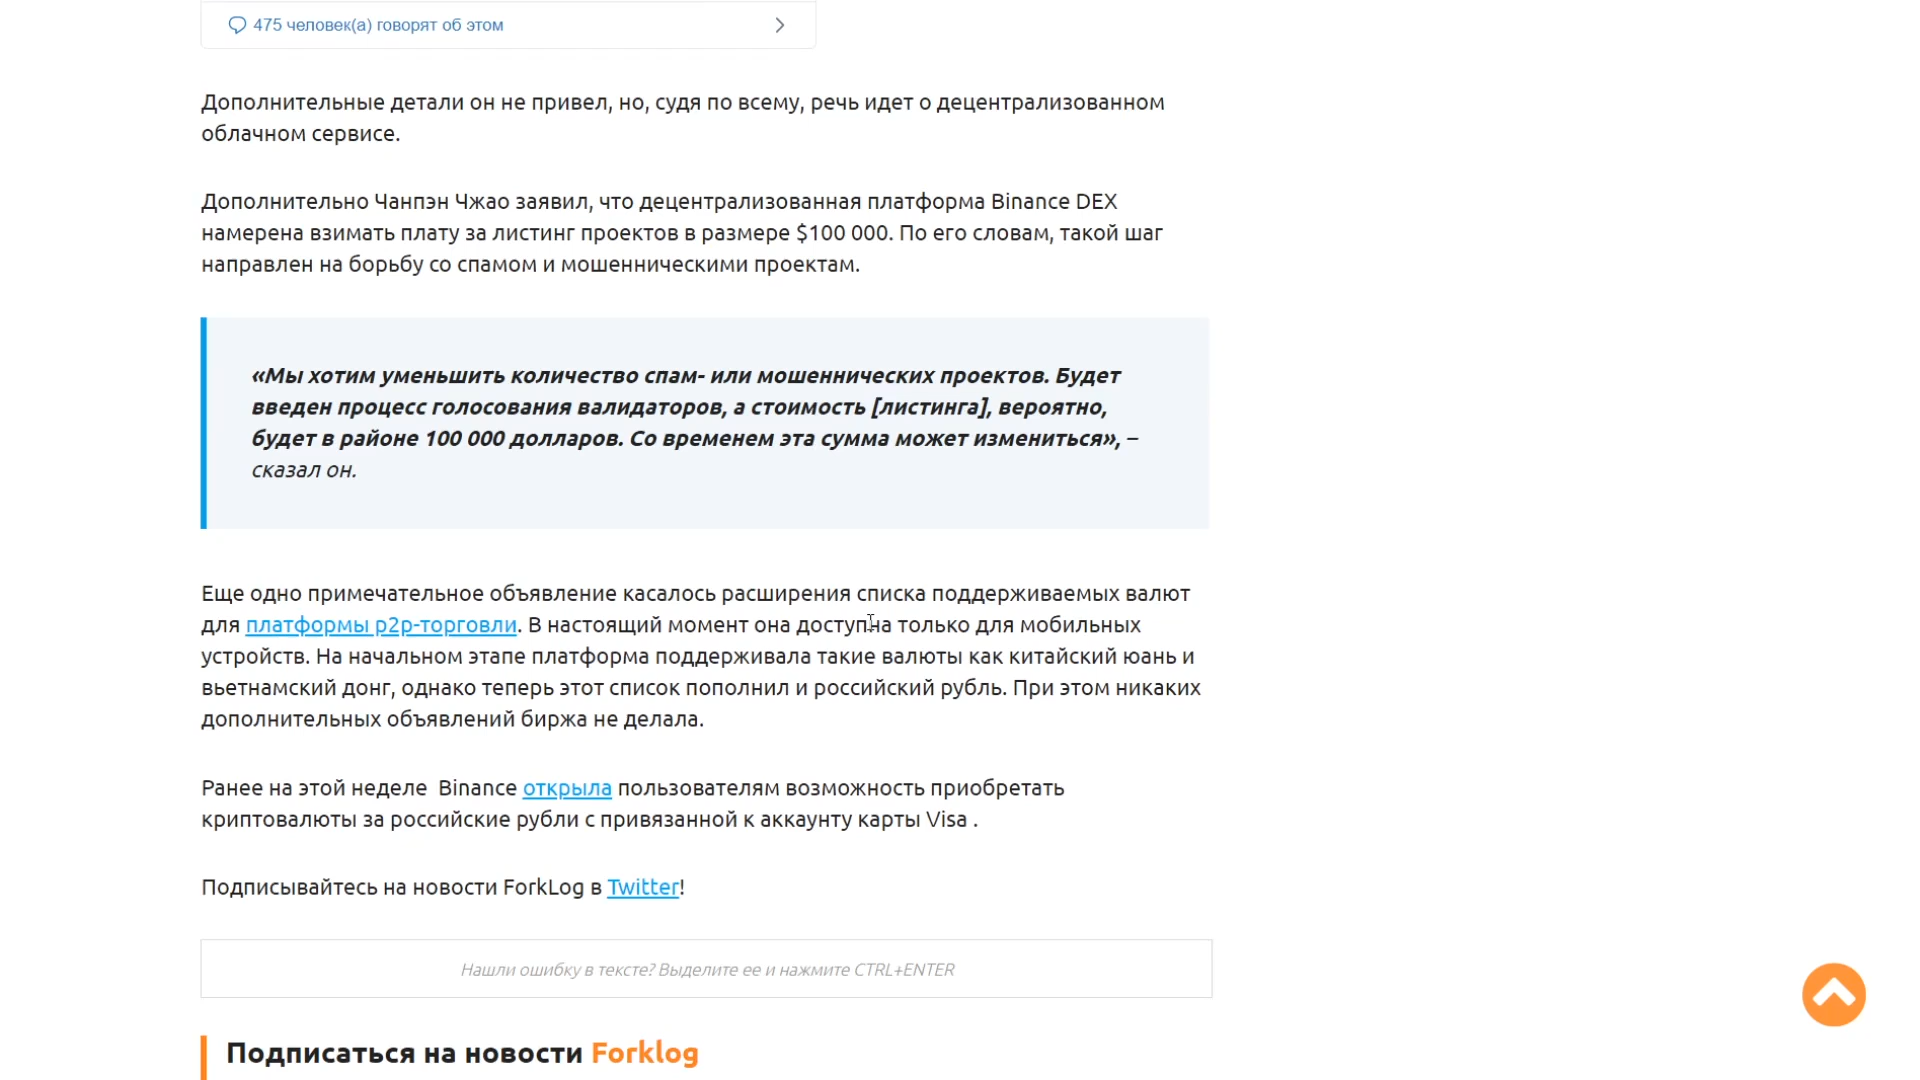 475 человек(а) говорят об этом
Дополнительные детали он не привел, но, судя по всему, речь идет о децентрализованном
облачном сервисе.
Дополнительно Чанпэн Чжао заявил, что децентрализованная платформа Binance DEX
намерена взимать плату за листинг проектов в размере $100 000. По его словам, такой шаг
направлен на борьбу со спамом и мошенническими проектам.
«Мы хотим уменьшить количество спам- или мошеннических проектов. Будет
введен процесс голосования валидаторов, а стоимость [листинга], вероятно,
будет в районе 100 000 долларов. Со временем эта сумма может измениться», –
сказал он.
Еще одно примечательное объявление касалось расширения списка поддерживаемых валют
для платформы p2p-торговли. В настоящий момент она доступна только для мобильных
устройств. На начальном этапе платформа поддерживала такие валюты как китайский юань и
вьетнамский донг, однако теперь этот список пополнил и российский рубль. При этом никаких
дополнительных объявлений биржа не делала.
Ранее на этой неделе  Binance открыла пользователям возможность приобретать
криптовалюты за российские рубли с привязанной к аккаунту карты Visa .
Подписывайтесь на новости ForkLog в Twitter!
Нашли ошибку в тексте? Выделите ее и нажмите CTRL+ENTER
Подписаться на новости Forklog